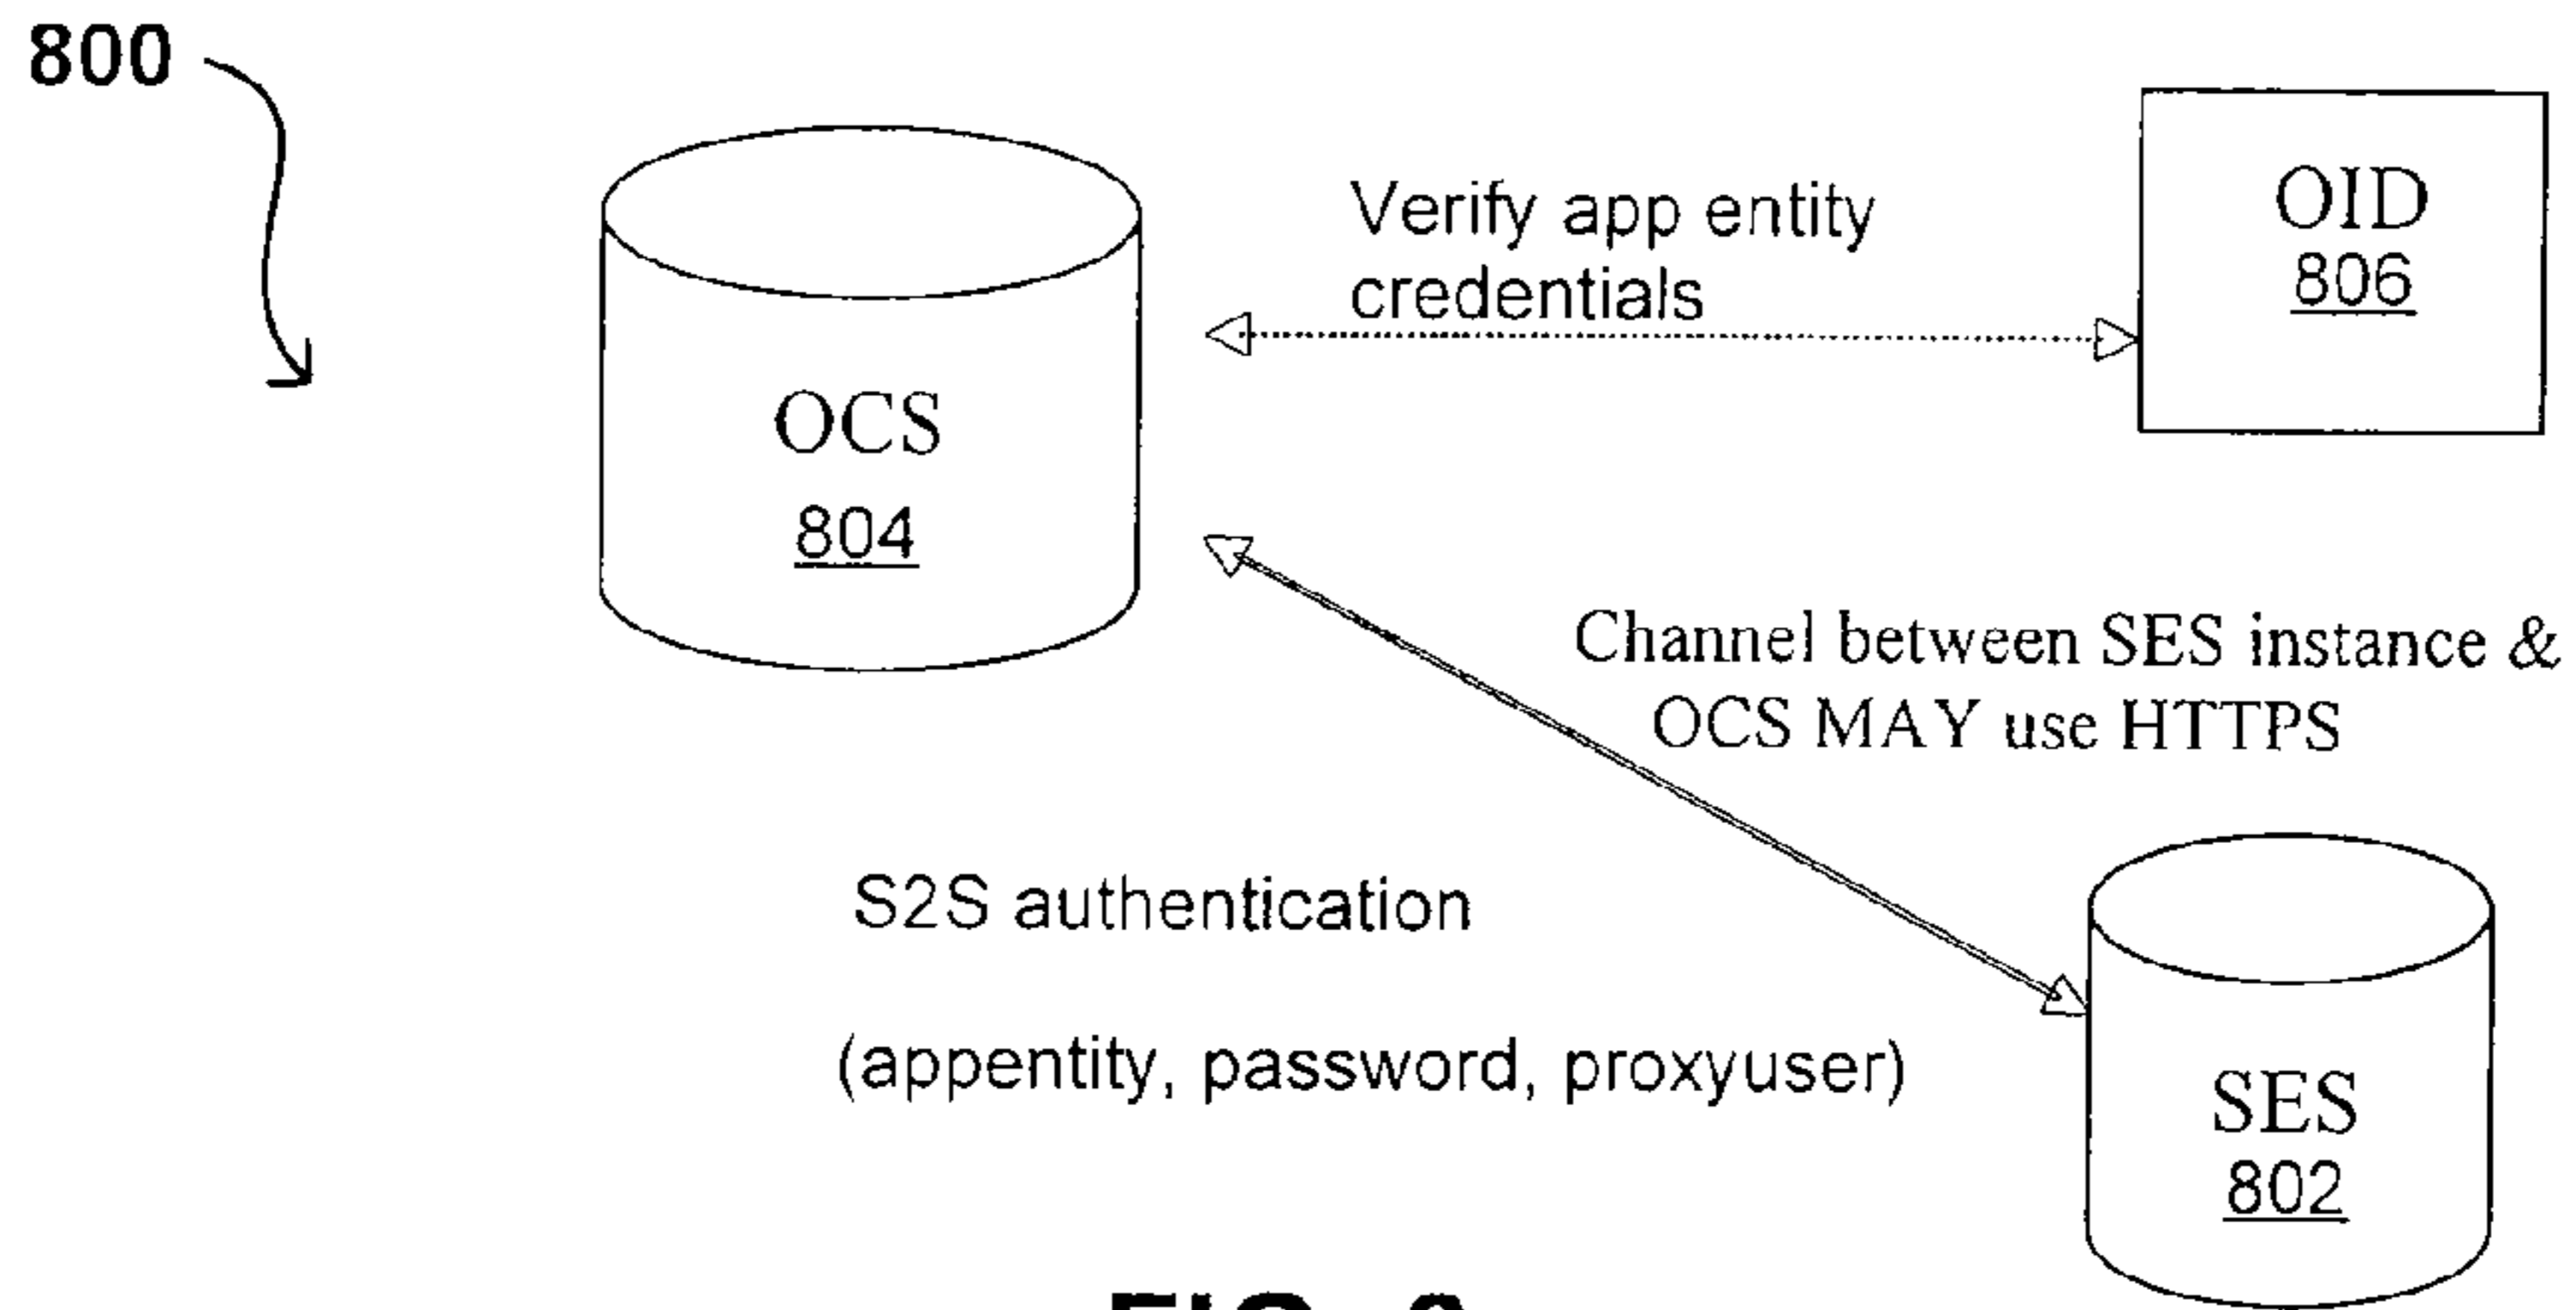 800
OID
806
Verify app entity
credentials
OCS
804
Channel between SES instance &
OCS MAY use HTTPS
S2S authentication
(appentity, password, proxyuser)
SES
802